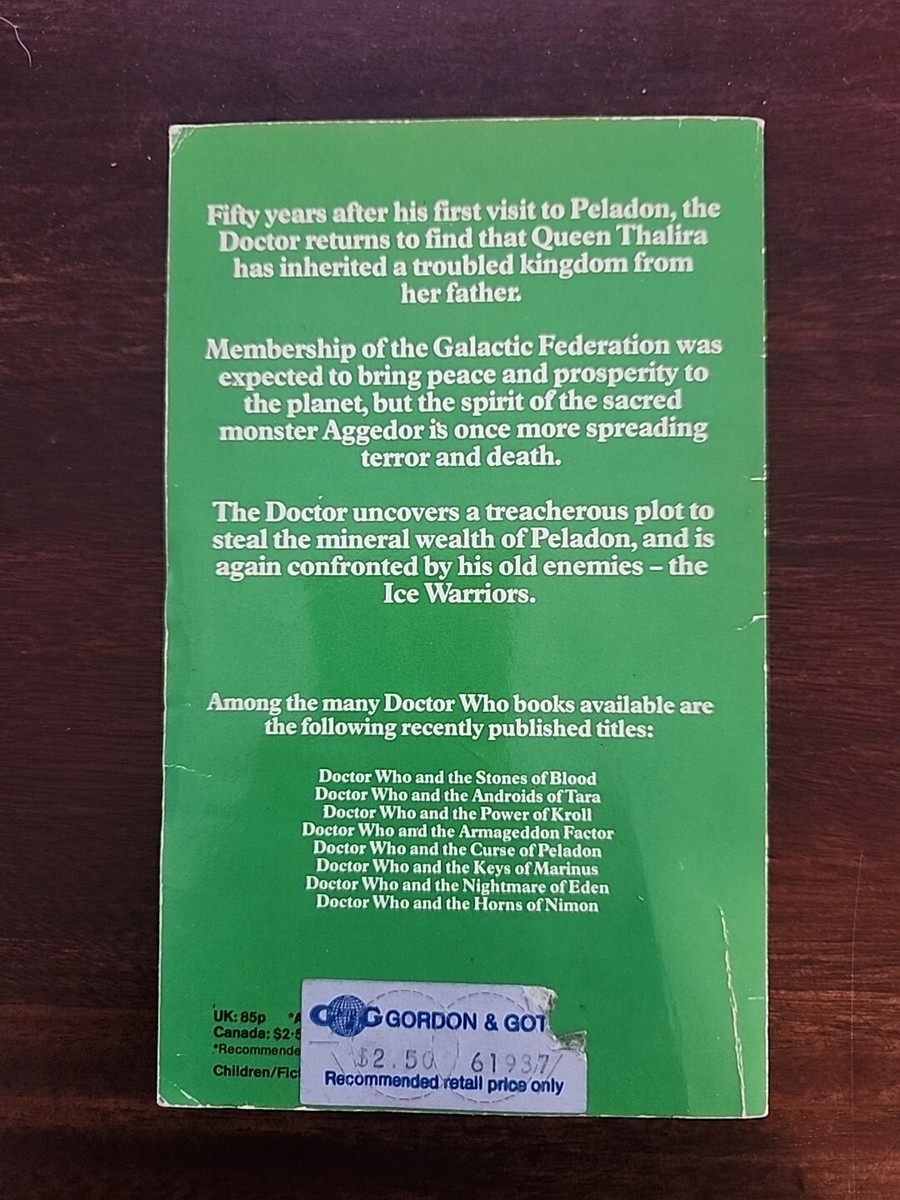 Fifty years after his first visit to Peladon, the
Doctor returns to find that Queen Thalira
has inherited a troubled kingdom from
her father.
Membership of the Galactic Federation was
expected to bring peace and prosperity to
the planet, but the spirit of the sacred
monster Aggedor is once more spreading
terror and death.
The Doctor uncovers a treacherous plot to
steal the mineral wealth of Peladon, and is
again confronted by his old enemies – the
Ice Warriors.
Among the many Doctor Who books available are
the following recently published titles:
Doctor Who and the Stones of Blood
Doctor Who and the Androids of Tara
Doctor Who and the Power of Kroll
Doctor Who and the Armageddon Factor
Doctor Who and the Curse of Peladon
Doctor Who and the Keys of Marinus
Doctor Who and the Nightmare of Eden
Doctor Who and the Horns of Nimon
UK: 85p *A
Canada: $2·5
*Recommende
Children/Fic
G G GORDON & GOT
$2.50 61937
Recommended retail price only